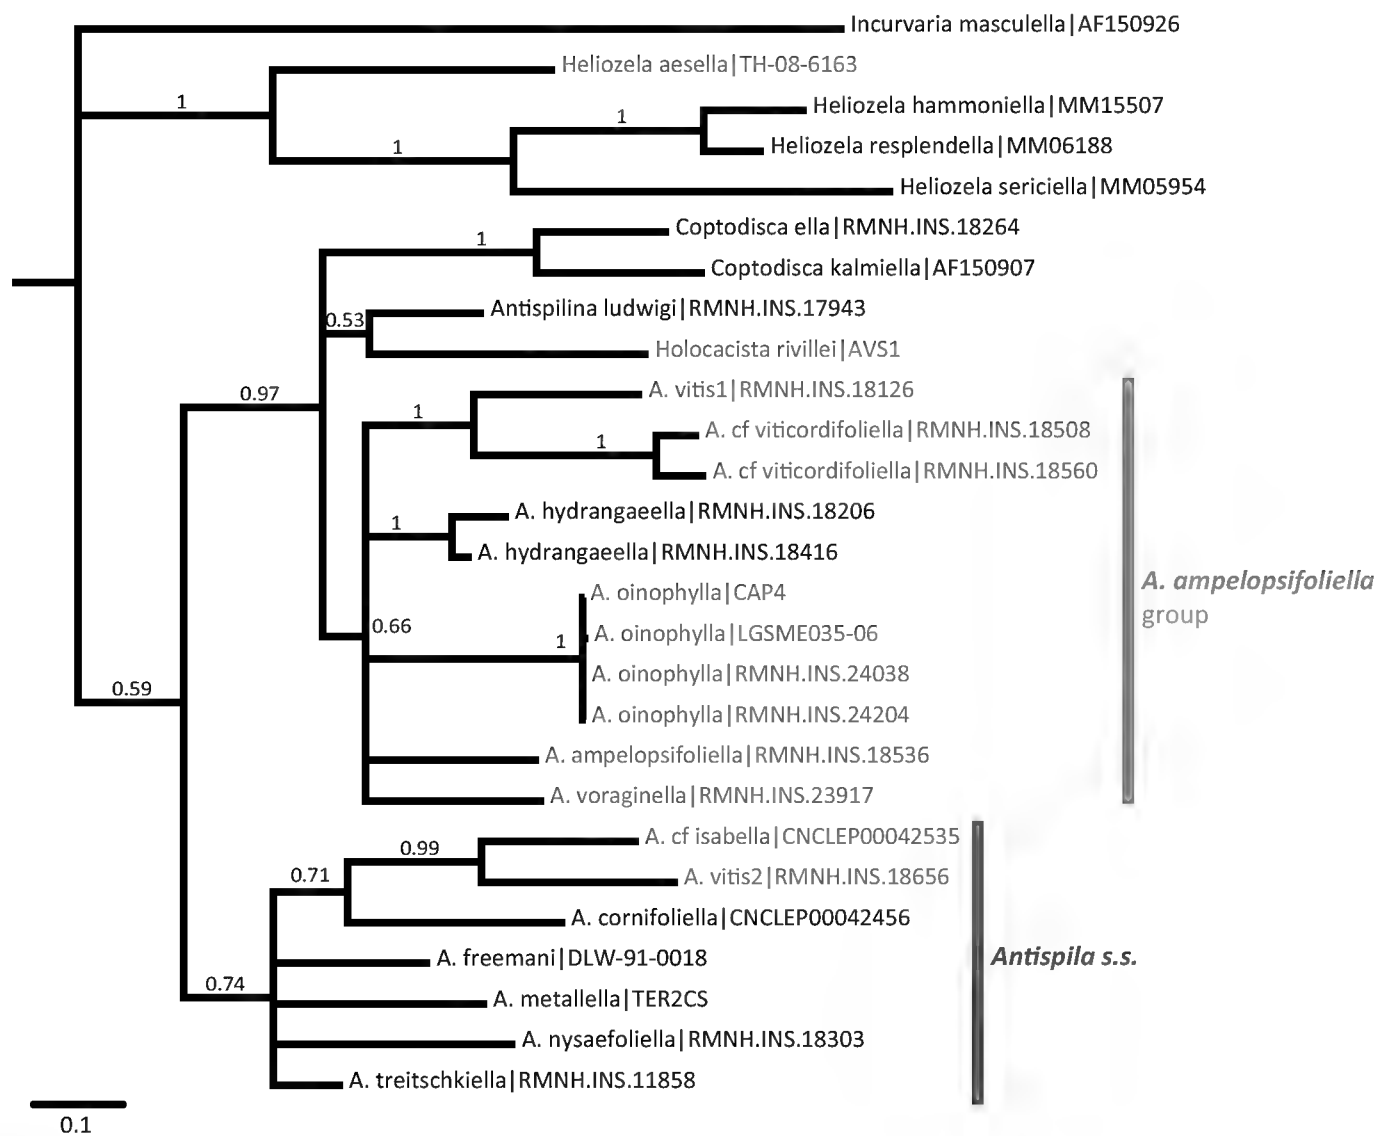 Incurvaria masculella|AF150926
Heliozela aesella|TH-08-6163
1
Heliozela hammoniella|MM15507
1
Heliozela resplendella|MM06188
1
Heliozela sericiella|MM05954
Coptodisca ella|RMNH.INS.18264
1
Coptodisca kalmiella|AF150907
Antispilina ludwigi|RMNH.INS.17943
0.53
Holocacista rivillei|AVS1
0.97
A. vitis1|RMNH.INS.18126
1
A. cf viticordifoliella|RMNH.INS.18508
1
A. cf viticordifoliella|RMNH.INS.18560
A. hydrangaeella|RMNH.INS.18206
1
A. hydrangaeella|RMNH.INS.18416
A. ampelopsifoliella
group
A. oinophylla|CAP4
0.66
A. oinophylla|LGSME035-06
1
A. oinophylla|RMNH.INS.24038
0.59
A. oinophylla|RMNH.INS.24204
A. ampelopsifoliella|RMNH.INS.18536
A. voraginella|RMNH.INS.23917
A. cf isabella|CNCLEP00042535
0.99
0.71
A. vitis2|RMNH.INS.18656
A. cornifoliella|CNCLEP00042456
A. freemani|DLW-91-0018
Antispila s.s.
0.74
A. metallella|TER2CS
A. nysaefoliella|RMNH.INS.18303
A. treitschkiella|RMNH.INS.11858
0.1